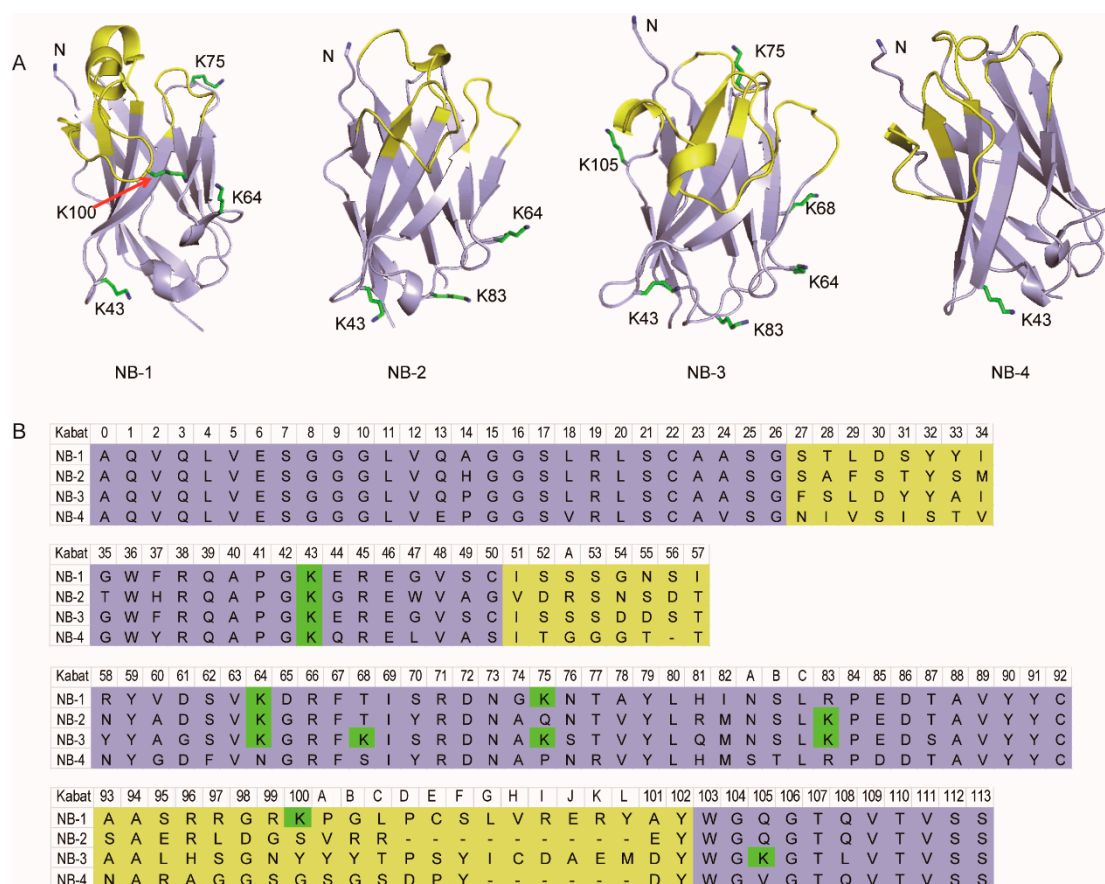 A
N
K75
K100
K64
K43
NB-1
N
K64
K83
K43
NB-2
N
K75
K105
K68
K64
K43
K83
NB-3
N
K43
NB-4
B
Kabat 0 1 2 3 4 5 6 7 8 9 10 11 12 13 14 15 16 17 18 19 20 21 22 23 24 25 26 27 28 29 30 31 32 33 34
NB-1 A Q V Q L V E S G G G L V Q A G G S L R L S C A A S G S T L D S Y Y I
NB-2 A Q V Q L V E S G G G L V Q H G G S L R L S C A A S G S A F S T Y S M
NB-3 A Q V Q L V E S G G G L V Q P G G S L R L S C A A S G F S L D Y Y A I
NB-4 A Q V Q L V E S G G G L V E P G G S V R L S C A V S G N I V S I S T V
Kabat 35 36 37 38 39 40 41 42 43 44 45 46 47 48 49 50 51 52 A 53 54 55 56 57
NB-1 G W F R Q A P G K E R E G V S C I S S S G N S I
NB-2 T W H R Q A P G K G R E W V A G V D R S N S D T
NB-3 G W F R Q A P G K E R E G V S C I S S S D D S T
NB-4 G W Y R Q A P G K Q R E L V A S I T G G G T - T
Kabat 58 59 60 61 62 63 64 65 66 67 68 69 70 71 72 73 74 75 76 77 78 79 80 81 82 A B C 83 84 85 86 87 88 89 90 91 92
NB-1 R Y V D S V K D R F T I S R D N G K N T A Y L H I N S L R P E D T A V Y Y C
NB-2 N Y A D S V K G R F T I Y R D N A Q N T V Y L R M N S L K P E D T A V Y Y C
NB-3 Y Y A G S V K G R F K I S R D N A K S T V Y L Q M N S L K P E D S A V Y Y C
NB-4 N Y G D F V N G R F S I Y R D N A P N R V Y L H M S T L R P D D T A V Y Y C
Kabat 93 94 95 96 97 98 99 100 A B C D E F G H I J K L 101 102 103 104 105 106 107 108 109 110 111 112 113
NB-1 A A S R R G R K P G L P C S L V R E R Y A Y W G Q G T Q V T V S S
NB-2 S A E R L D G S V R R - - - - - - - - - E Y W G Q G T Q V T V S S
NB-3 A A L H S G N Y Y Y T P S Y I C D A E M D Y W G K G T L V T V S S
NB-4 N A R A G G S G S G S D P Y - - - - - - D Y W G V G T Q V T V S S